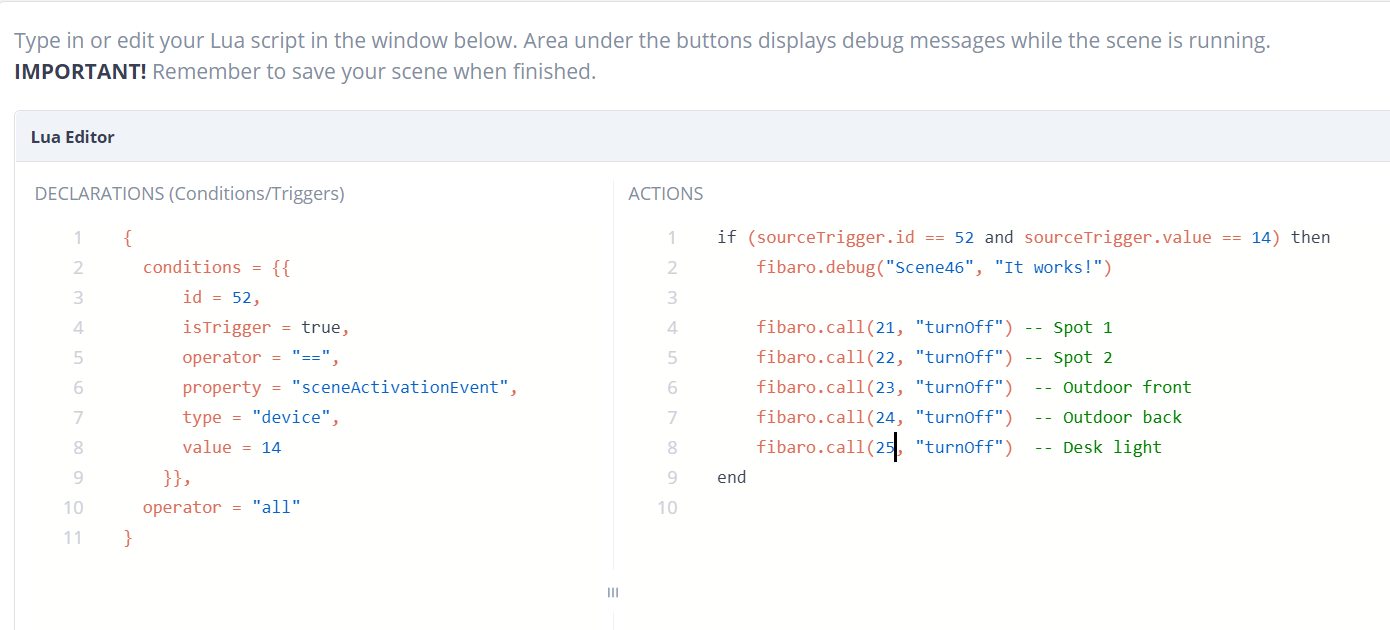 Type in or edit your Lua script in the window below. Area under the buttons displays debug messages while the scene is running.
IMPORTANT! Remember to save your scene when finished.
Lua Editor
DECLARATIONS (Conditions/Triggers)
1 {
2 conditions = {{
3 id = 52,
4 isTrigger = true,
5 operator = "==",
6 property = "sceneActivationEvent",
7 type = "device",
8 value = 14
9 }},
10 operator = "all"
11 }
ACTIONS
1 if (sourceTrigger.id == 52 and sourceTrigger.value == 14) then
2 fibaro.debug("Scene46", "It works!")
3
4 fibaro.call(21, "turnOff") -- Spot 1
5 fibaro.call(22, "turnOff") -- Spot 2
6 fibaro.call(23, "turnOff")  -- Outdoor front
7 fibaro.call(24, "turnOff")  -- Outdoor back
8 fibaro.call(25, "turnOff")  -- Desk light
9 end
10